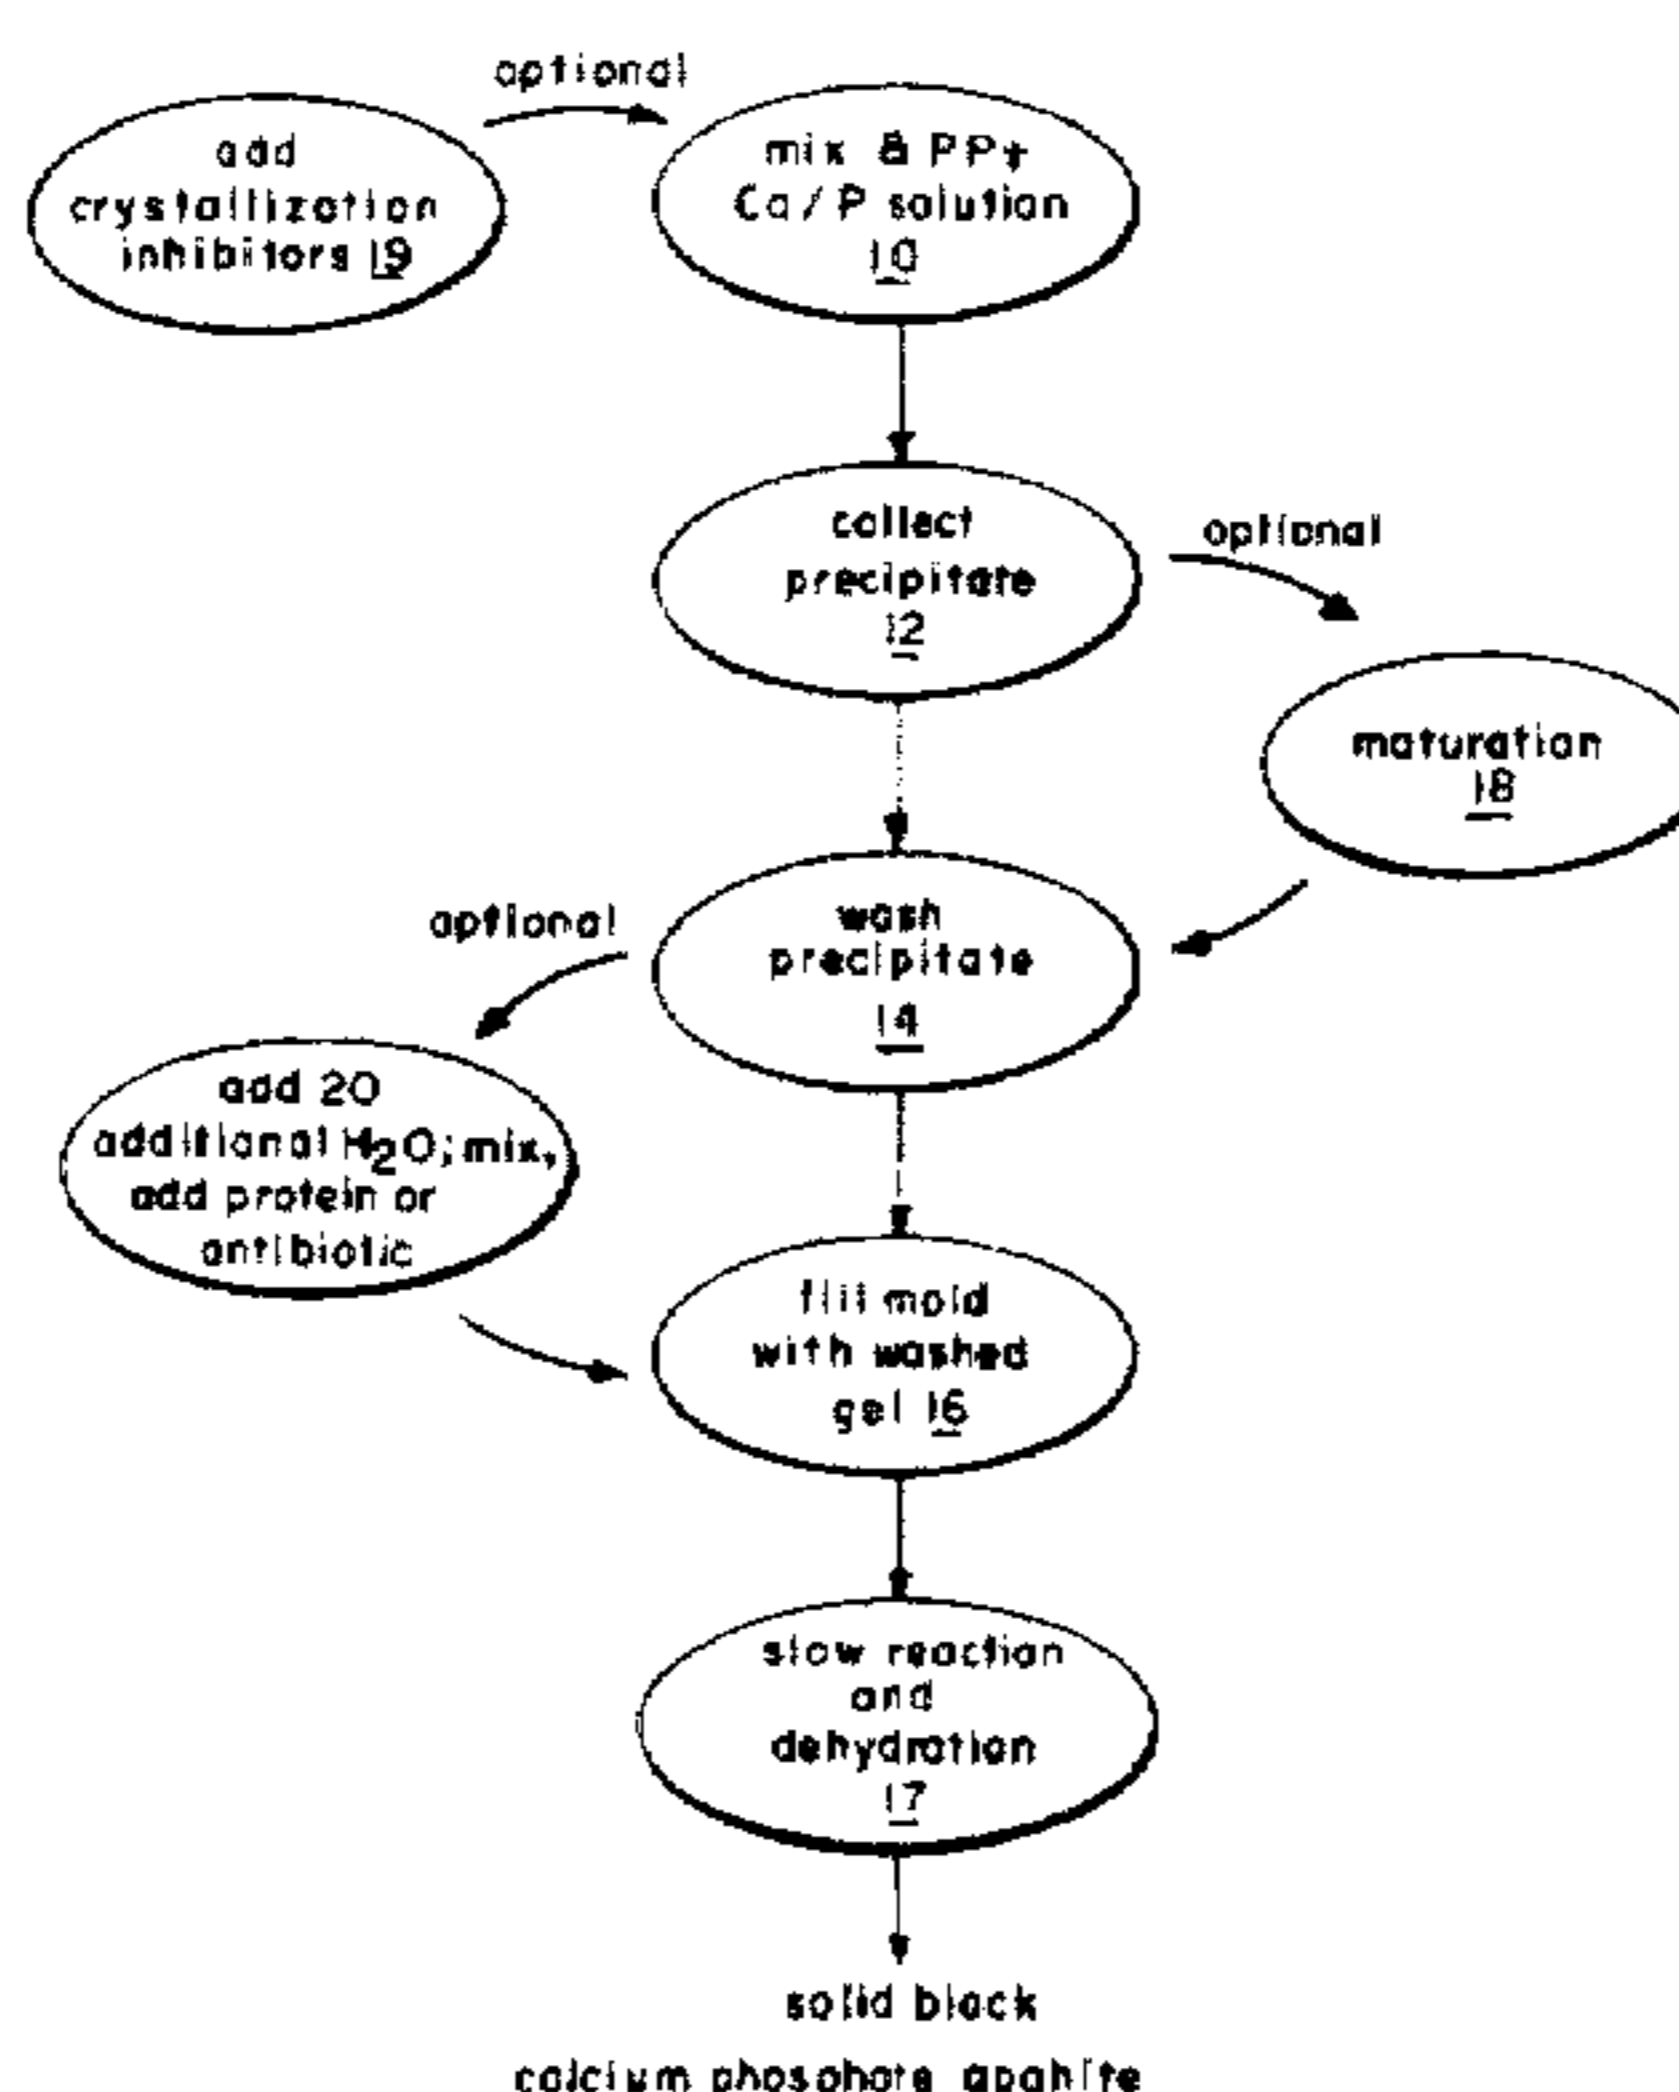 optional
add
crystallization
inhibitors 19
mix & PPt
Ca/P solution
10
collect
precipitate
12
optional
maturation
18
optional
wash
precipitate
14
add 20
additional H2O; mix,
add protein or
antibiotic
fill mold
with washed
gel 16
slow reaction
and
dehydration
17
solid block
calcium phosphate